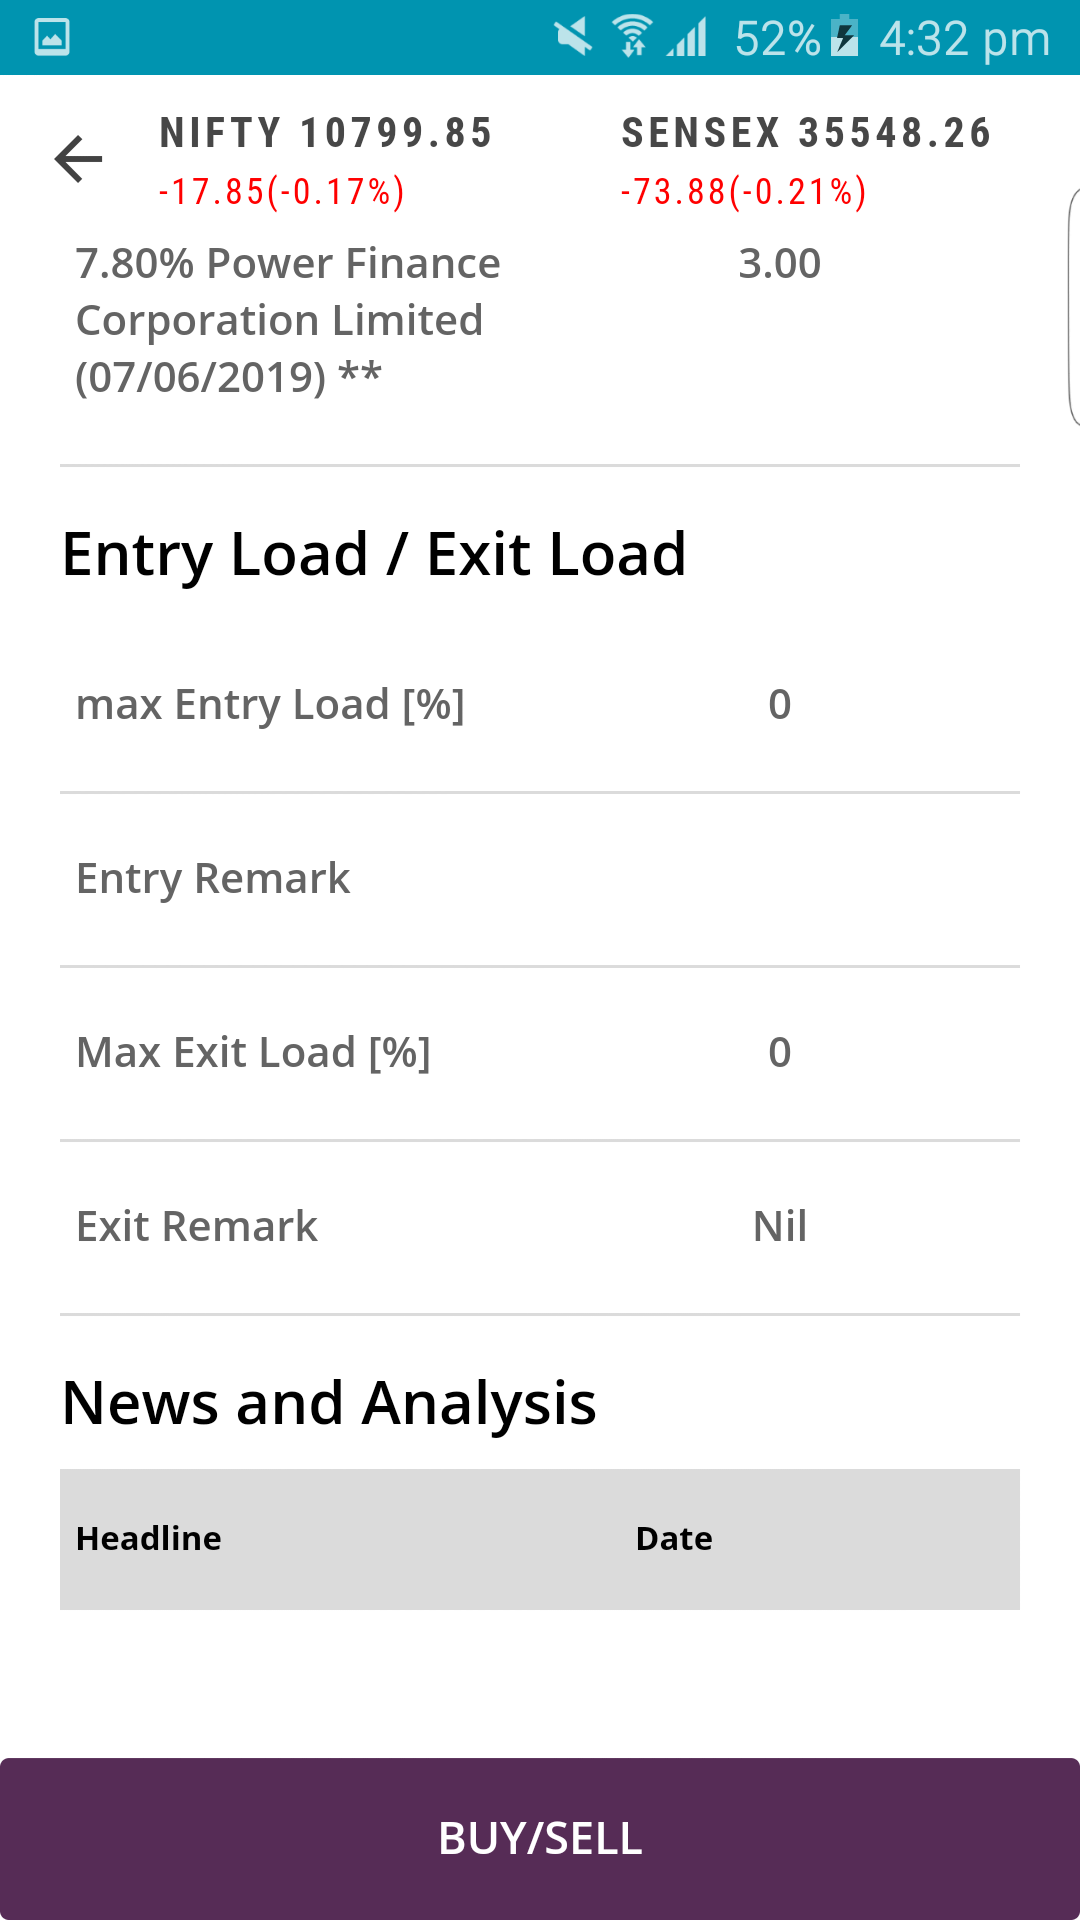 52% 4:32 pm
NIFTY 10799.85 SENSEX 35548.26
-17.85(-0.17%) -73.88(-0.21%)
7.80% Power Finance 3.00
Corporation Limited
(07/06/2019) **
Entry Load / Exit Load
max Entry Load [%] 0
Entry Remark
Max Exit Load [%] 0
Exit Remark Nil
News and Analysis
Headline Date
BUY/SELL